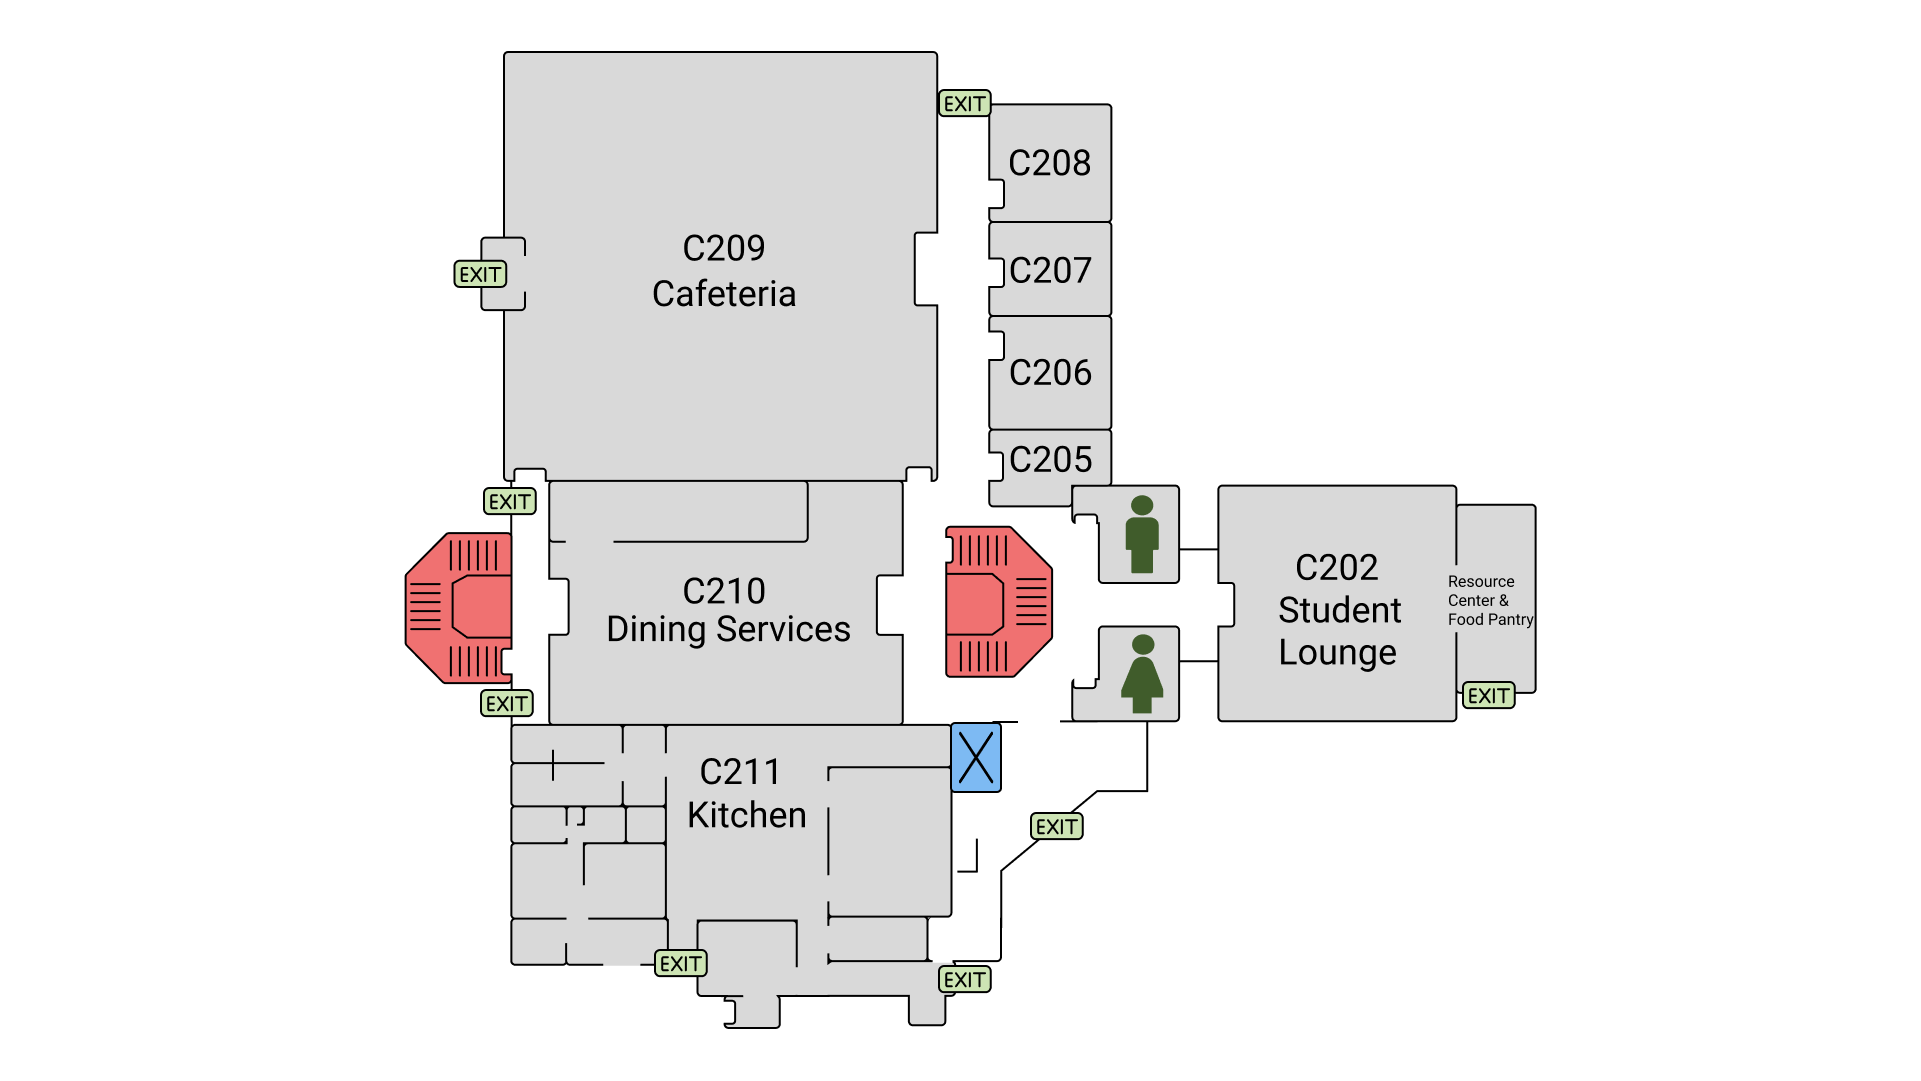 EXIT
C208
C209
Cafeteria
EXIT
C207
C206
C205
EXIT
C210
Dining Services
C202
Student
Lounge
Resource
Center &
Food Pantry
EXIT
EXIT
C211
Kitchen
EXIT
EXIT
EXIT